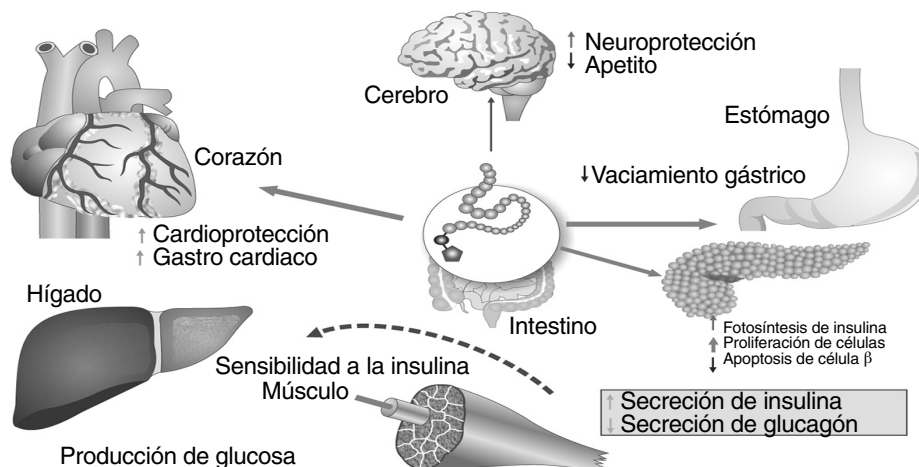 ↑ Neuroprotección
↓ Apetito
Cerebro
Estómago
Corazón
↓Vaciamiento gástrico
↑ Cardioprotección
↑ Gastro cardiaco
Hígado
Intestino
↑ Fotosíntesis de insulina
↑ Proliferación de células
↓ Apoptosis de célula β
Sensibilidad a la insulina
Músculo
↑ Secreción de insulina
↓ Secreción de glucagón
Producción de glucosa